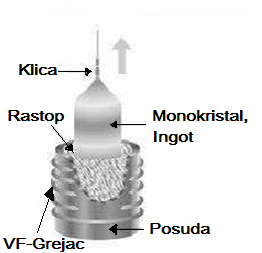 Klica
Rastop
Monokristal,
Ingot
VF-Grejac
Posuda